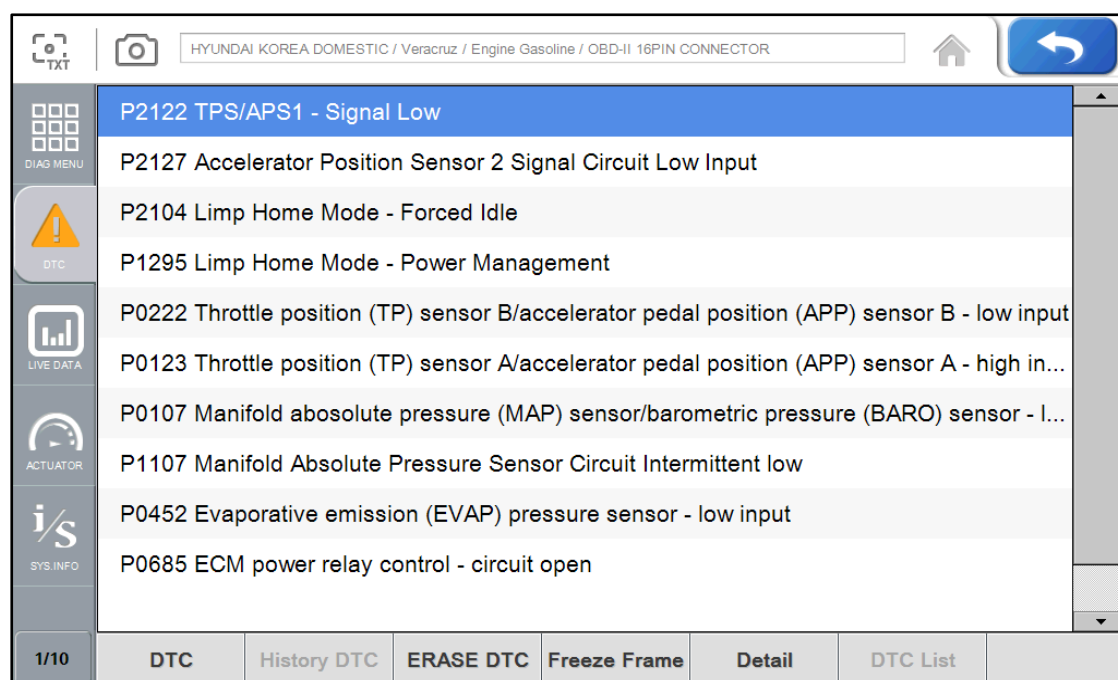 TXT
HYUNDAI KOREA DOMESTIC / Veracruz / Engine Gasoline / OBD-II 16PIN CONNECTOR
DIAG MENU
DTC
LIVE DATA
ACTUATOR
i/s
SYS.INFO
P2122 TPS/APS1 - Signal Low
P2127 Accelerator Position Sensor 2 Signal Circuit Low Input
P2104 Limp Home Mode - Forced Idle
P1295 Limp Home Mode - Power Management
P0222 Throttle position (TP) sensor B/accelerator pedal position (APP) sensor B - low input
P0123 Throttle position (TP) sensor A/accelerator pedal position (APP) sensor A - high in...
P0107 Manifold abosolute pressure (MAP) sensor/barometric pressure (BARO) sensor - l...
P1107 Manifold Absolute Pressure Sensor Circuit Intermittent low
P0452 Evaporative emission (EVAP) pressure sensor - low input
P0685 ECM power relay control - circuit open
1/10
DTC
History DTC
ERASE DTC
Freeze Frame
Detail
DTC List